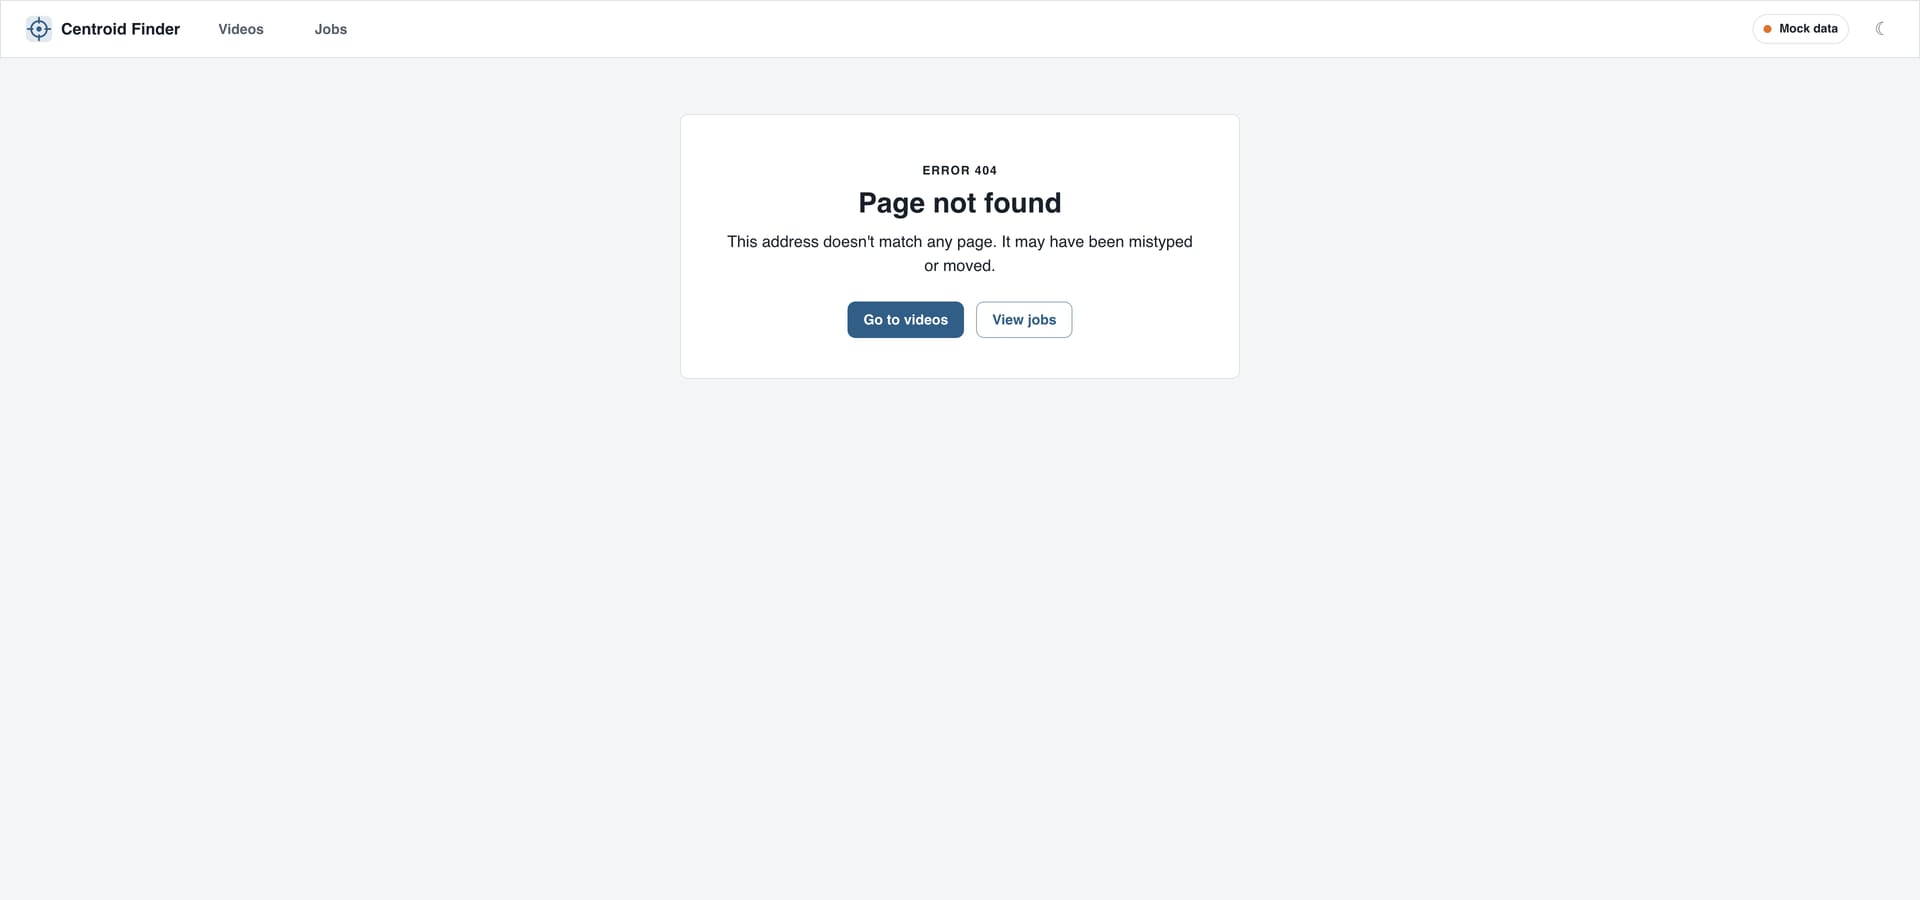 Centroid Finder
Videos
Jobs
Mock data
ERROR 404
Page not found
This address doesn't match any page. It may have been mistyped
or moved.
Go to videos
View jobs